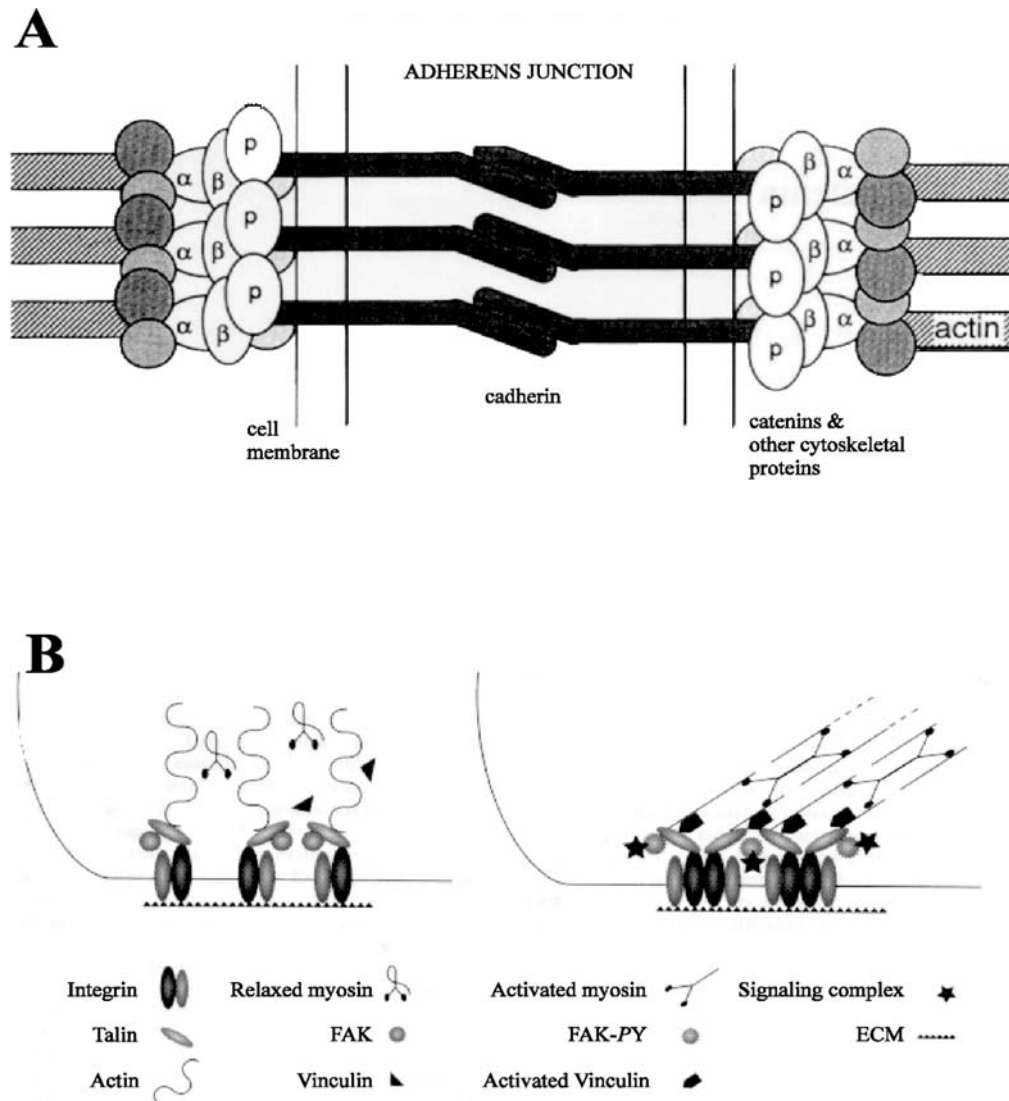 A
ADHERENS JUNCTION
p
α
β
p
β
α
p
α
β
p
β
α
p
α
β
p
β
α
actin
cell
membrane
cadherin
catenins &
other cytoskeletal
proteins
B
Integrin
Relaxed myosin
Activated myosin
Signaling complex
Talin
FAK
FAK-PY
ECM
Actin
Vinculin
Activated Vinculin